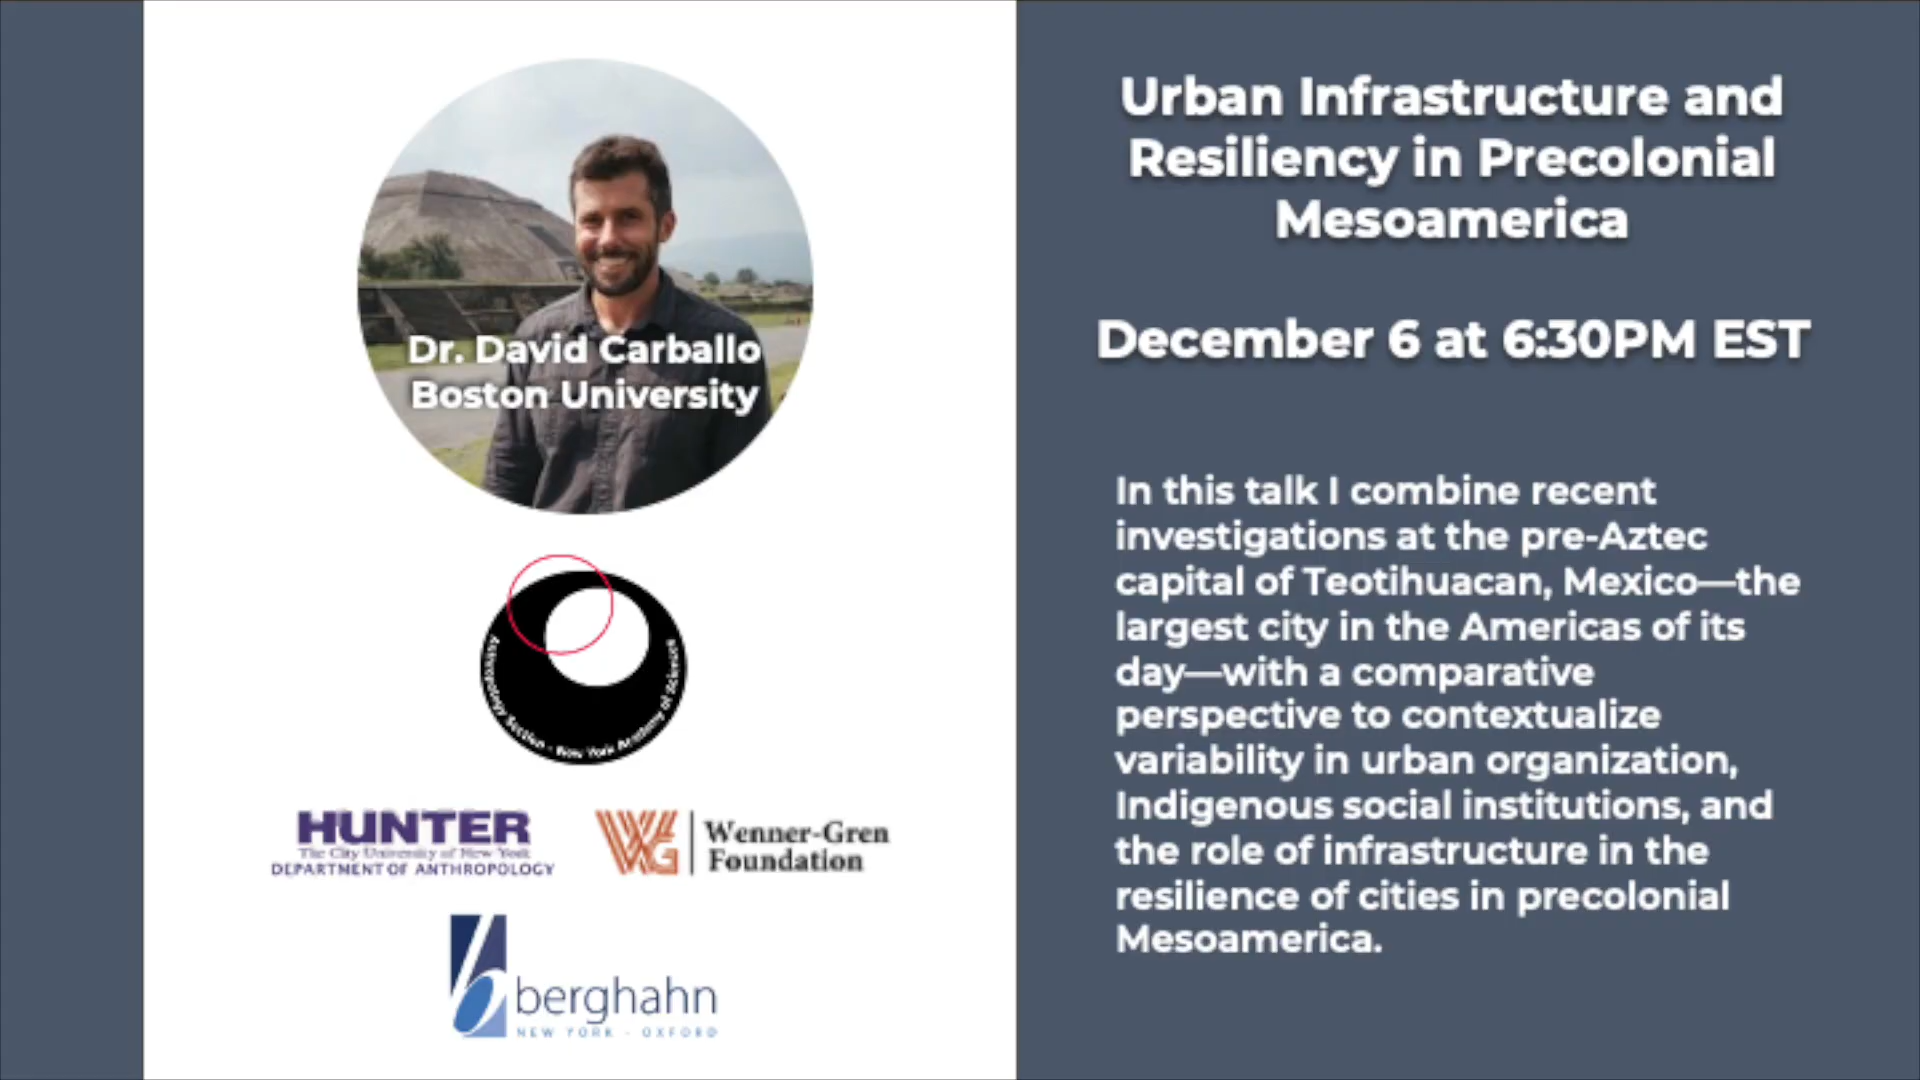 Dr. David Carballo
Boston University
Anthropology Section - New York Academy of Sciences
HUNTER
The City University of New York
DEPARTMENT OF ANTHROPOLOGY
WG
Wenner-Gren
Foundation
b
berghahn
NEW YORK - OXFORD
Urban Infrastructure and
Resiliency in Precolonial
Mesoamerica
December 6 at 6:30PM EST
In this talk I combine recent
investigations at the pre-Aztec
capital of Teotihuacan, Mexico—the
largest city in the Americas of its
day—with a comparative
perspective to contextualize
variability in urban organization,
Indigenous social institutions, and
the role of infrastructure in the
resilience of cities in precolonial
Mesoamerica.